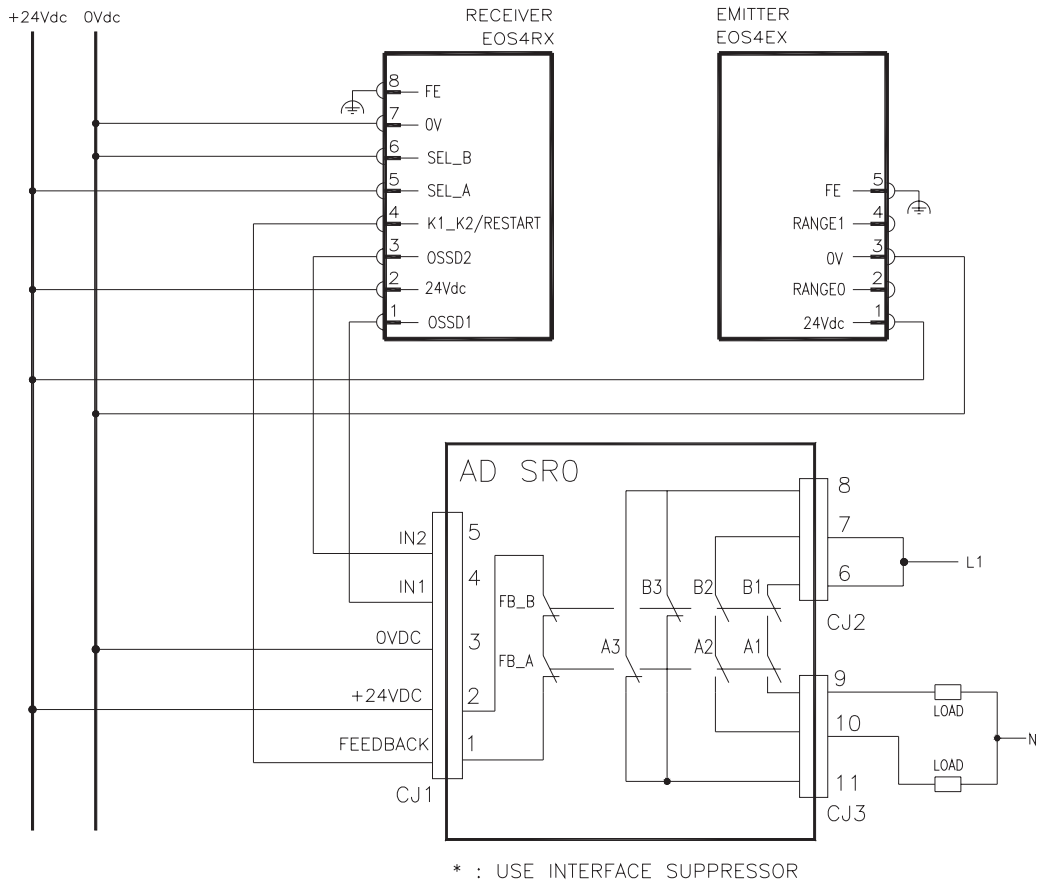 +24Vdc 0Vdc
RECEIVER
EOS4RX
EMITTER
EOS4EX
8 FE
7 0V
6 SEL_B
5 SEL_A
4 K1_K2/RESTART
3 OSSD2
2 24Vdc
1 OSSD1
FE 5
RANGE1 4
0V 3
RANGE0 2
24Vdc 1
AD SR0
IN2 5
IN1 4
0VDC 3
+24VDC 2
FEEDBACK 1
CJ1
FB_B
FB_A
B3 B2 B1
A3 A2 A1
8
7
6
CJ2
L1
9
10
11
CJ3
LOAD
LOAD
N
* : USE INTERFACE SUPPRESSOR